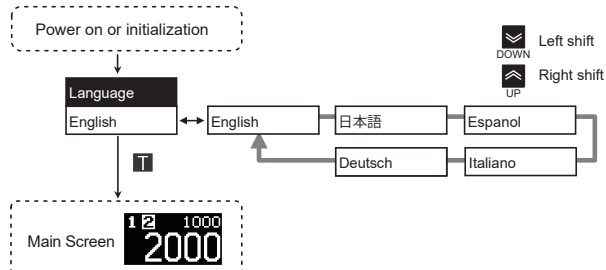 Power on or initialization
DOWN
Left shift
UP
Right shift
Language
English
English
日本語
Espanol
Deutsch
Italiano
T
Main Screen
1 2 1000
2000